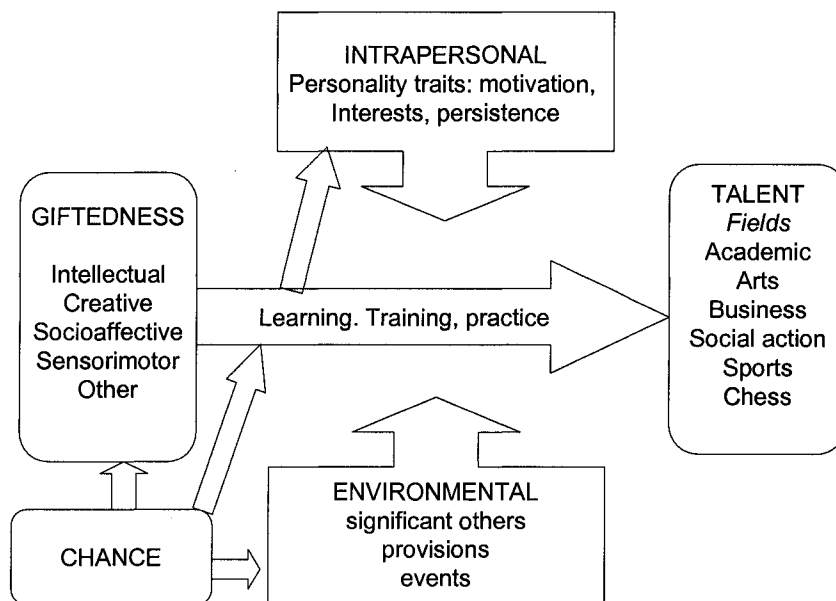 INTRAPERSONAL
Personality traits: motivation,
Interests, persistence
GIFTEDNESS
Intellectual
Creative
Socioaffective
Sensorimotor
Other
Learning. Training, practice
TALENT
Fields
Academic
Arts
Business
Social action
Sports
Chess
CHANCE
ENVIRONMENTAL
significant others
provisions
events